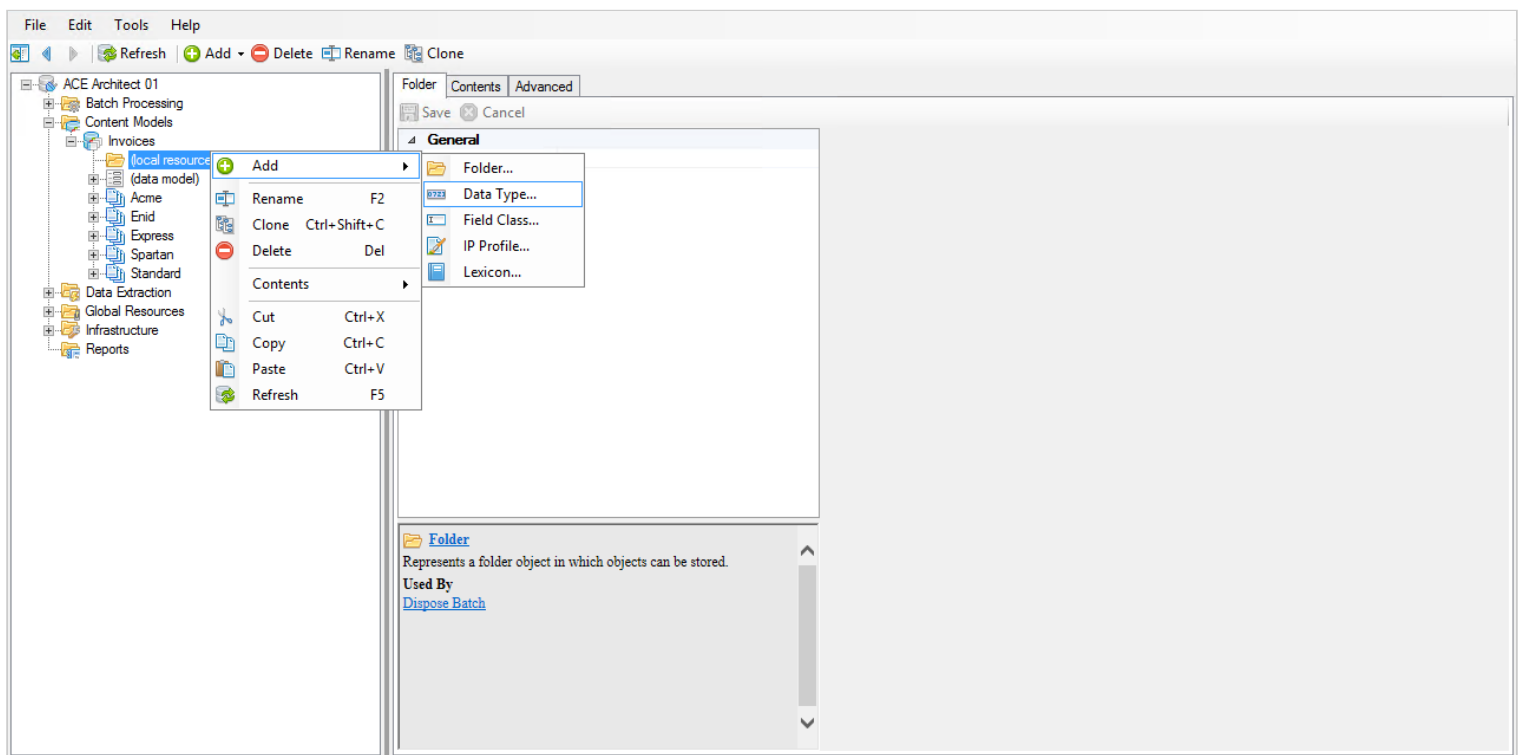 File Edit Tools Help
Refresh Add Delete Rename Clone
ACE Architect 01
Batch Processing
Content Models
Invoices
(local resource
(data model)
Acme
Enid
Express
Spartan
Standard
Data Extraction
Global Resources
Infrastructure
Reports
Add
Rename F2
Clone Ctrl+Shift+C
Delete Del
Contents
Cut Ctrl+X
Copy Ctrl+C
Paste Ctrl+V
Refresh F5
Folder...
Data Type...
Field Class...
IP Profile...
Lexicon...
Folder Contents Advanced
Save Cancel
General
Folder
Represents a folder object in which objects can be stored.
Used By
Dispose Batch